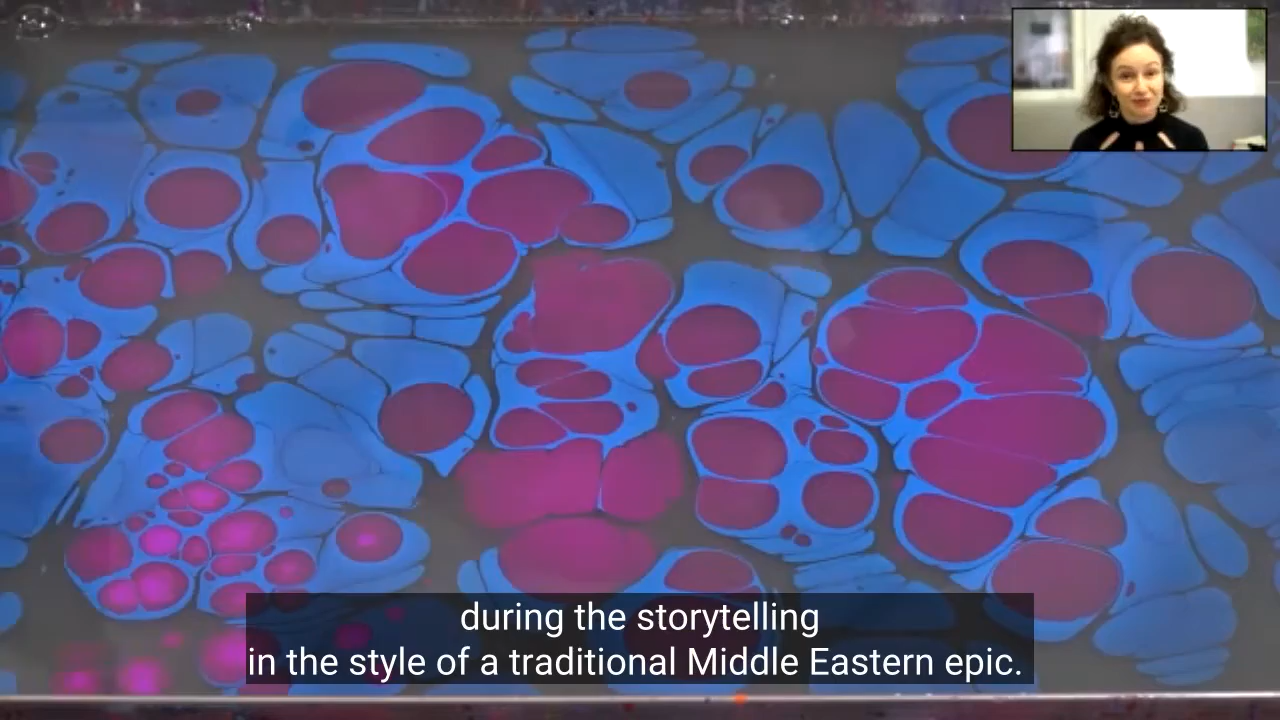 during the storytelling
in the style of a traditional Middle Eastern epic.